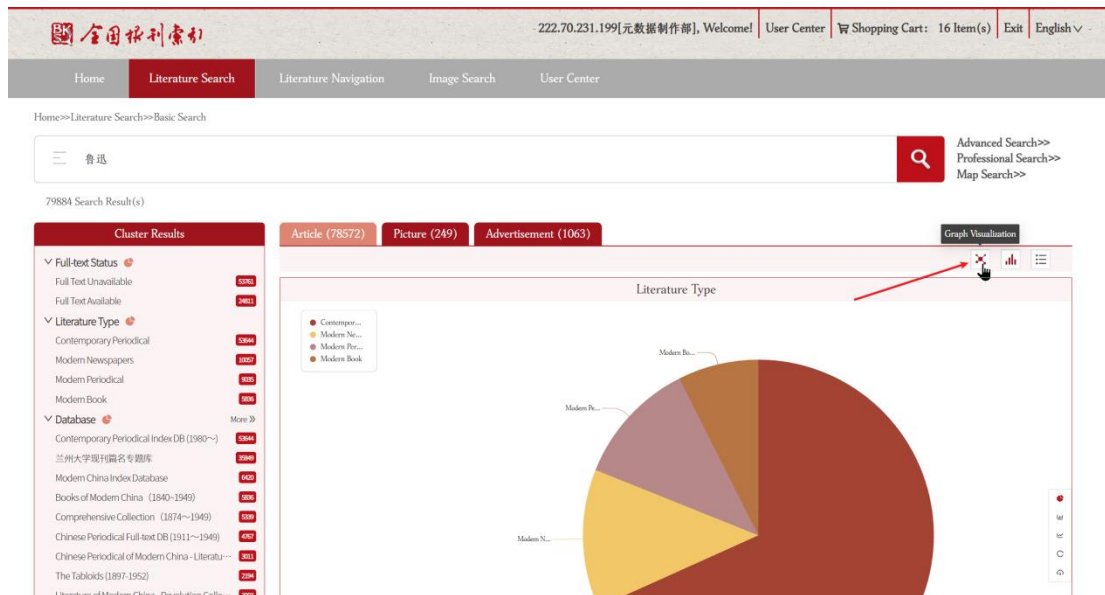 全国报刊索引
222.70.231.199[元数据制作部], Welcome! User Center Shopping Cart: 16 Item(s) Exit English
Home Literature Search Literature Navigation Image Search User Center
Home>>Literature Search>>Basic Search
鲁迅
Advanced Search>>
Professional Search>>
Map Search>>
79884 Search Result(s)
Cluster Results
Article (78572) Picture (249) Advertisement (1063)
Graph Visualization
Full-text Status
Full Text Unavailable 53761
Full Text Available 24811
Literature Type
Contemporary Periodical 53644
Modern Newspapers 10057
Modern Periodical 9035
Modern Book 5836
Database More
Contemporary Periodical Index DB (1980~) 53644
兰州大学现刊篇名专题库 35849
Modern China Index Database 6420
Books of Modern China (1840-1949) 5836
Comprehensive Collection (1874~1949) 5339
Chinese Periodical Full-text DB (1911~1949) 4767
Chinese Periodical of Modern China - Literatu... 3011
The Tabloids (1897-1952) 2194
Literature Type
Contempor...
Modern Ne...
Modern Per...
Modern Book
Modern Bo...
Modern Pe...
Modern N...